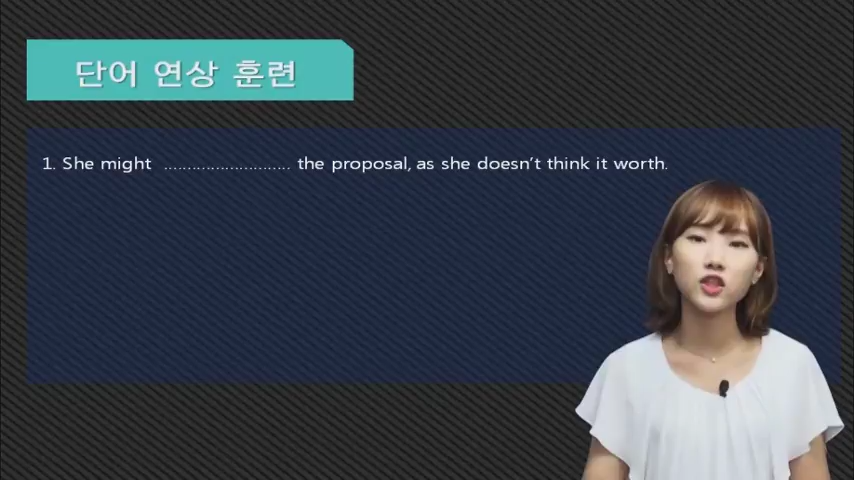 단어 연상 훈련
1. She might ........................... the proposal, as she doesn't think it worth.